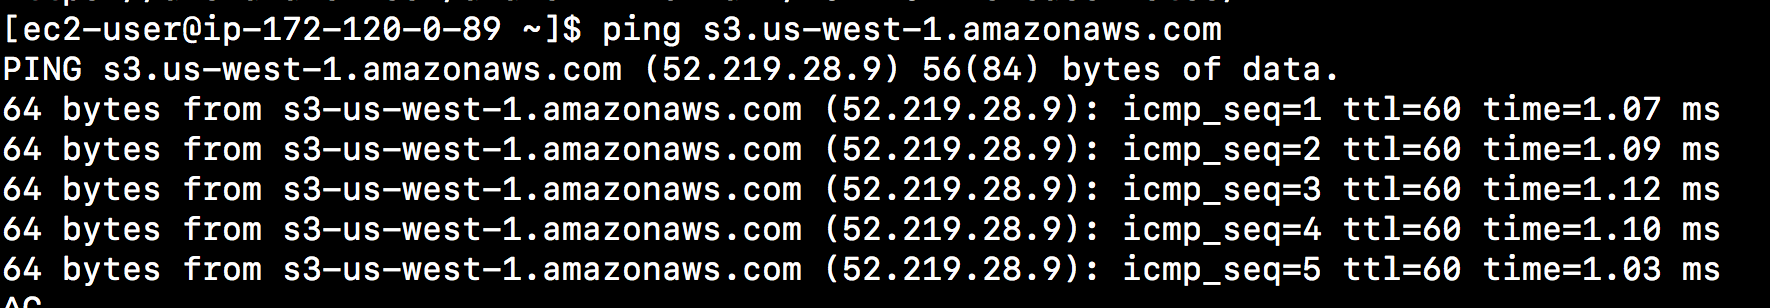 [ec2-user@ip-172-120-0-89 ~]$ ping s3.us-west-1.amazonaws.com
PING s3.us-west-1.amazonaws.com (52.219.28.9) 56(84) bytes of data.
64 bytes from s3-us-west-1.amazonaws.com (52.219.28.9): icmp_seq=1 ttl=60 time=1.07 ms
64 bytes from s3-us-west-1.amazonaws.com (52.219.28.9): icmp_seq=2 ttl=60 time=1.09 ms
64 bytes from s3-us-west-1.amazonaws.com (52.219.28.9): icmp_seq=3 ttl=60 time=1.12 ms
64 bytes from s3-us-west-1.amazonaws.com (52.219.28.9): icmp_seq=4 ttl=60 time=1.10 ms
64 bytes from s3-us-west-1.amazonaws.com (52.219.28.9): icmp_seq=5 ttl=60 time=1.03 ms
^C